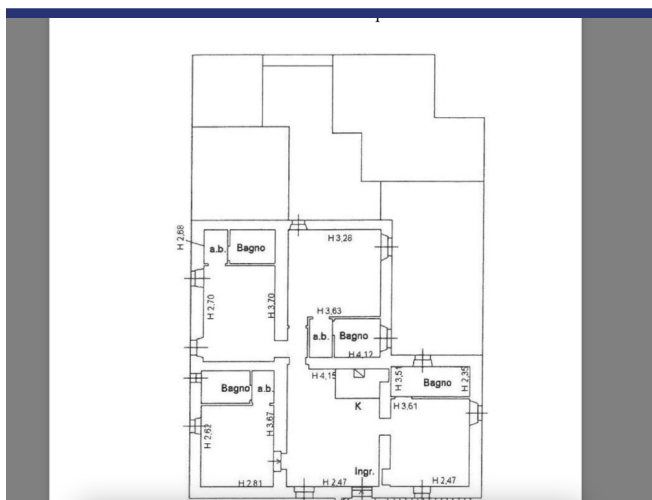 H 3,28
H 2,68
a.b.
Bagno
H 2,70
H 3,70
H 3,63
a.b.
Bagno
H 4,12
H 4,15
H 3,51
Bagno
H 2,35
Bagno
a.b.
K
H 3,61
H 2,62
H 3,67
Ingr.
H 2,81
H 2,47
H 2,47